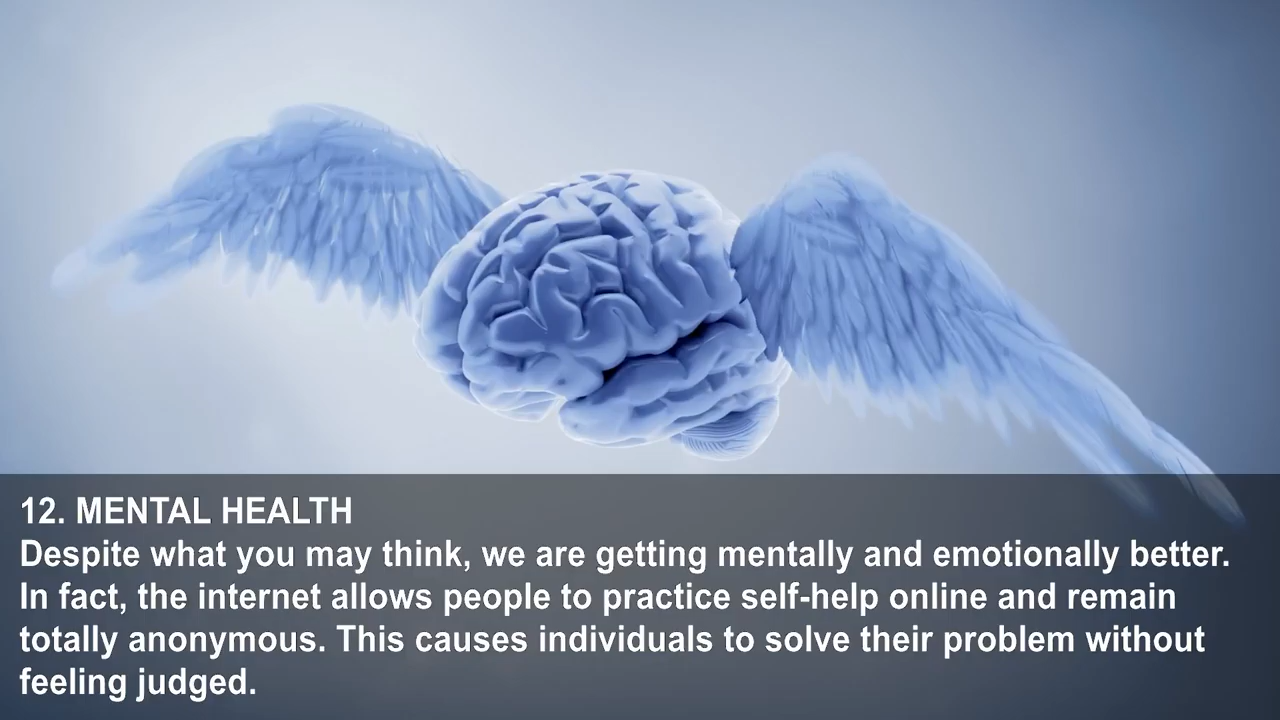 12. MENTAL HEALTH
Despite what you may think, we are getting mentally and emotionally better.
In fact, the internet allows people to practice self-help online and remain
totally anonymous. This causes individuals to solve their problem without
feeling judged.